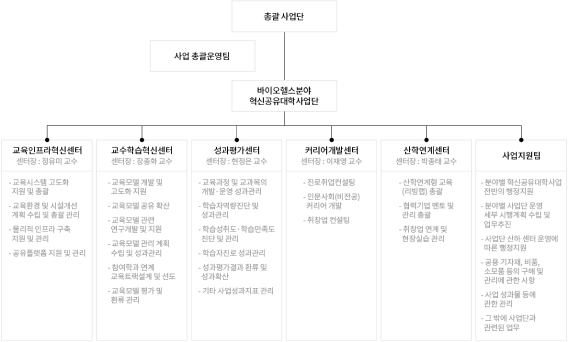 총괄 사업단
사업 총괄운영팀
바이오헬스분야
혁신공유대학사업단
교육인프라혁신센터
센터장 : 정유미 교수
- 교육시스템 고도화
지원 및 총괄
- 교육환경 및 시설개선
계획 수립 및 총괄 관리
- 물리적 인프라 구축
지원 및 관리
- 공유플랫폼 지원 및 관리
교수학습혁신센터
센터장 : 장종화 교수
- 교육모델 개발 및
고도화 지원
- 교육모델 공유 확산
- 교육모델 관련
연구개발 및 지원
- 교육모델 관리 계획
수립 및 성과관리
- 참여학과 연계
교육트랙설계 및 선도
- 교육모델 평가 및
환류 관리
성과평가센터
센터장 : 현정은 교수
- 교육과정 및 교과목의
개발·운영 성과관리
- 학습자역량진단 및
성과관리
- 학습성취도·학습만족도
진단 및 관리
- 학습자진로 성과관리
- 성과평가결과 환류 및
성과확산
- 기타 사업성과지표 관리
커리어개발센터
센터장 : 이재영 교수
- 진로취업컨설팅
- 인문사회(비전공)
커리어 개발
- 취창업 컨설팅
산학연계센터
센터장 : 박종태 교수
- 산학연계형 교육
(리빙랩) 총괄
- 협력기업 멘토 및
관리 총괄
- 취창업 연계 및
현장실습 관리
사업지원팀
- 분야별 혁신공유대학사업
전반의 행정지원
- 분야별 사업단 운영
세부 시행계획 수립 및
업무추진
- 사업단 산하 센터 운영에
따른 행정지원
- 공용 기자재, 비품,
소모품 등의 구매 및
관리에 관한 사항
- 사업 성과물 등에
관한 관리
- 그 밖에 사업단과
관련된 업무